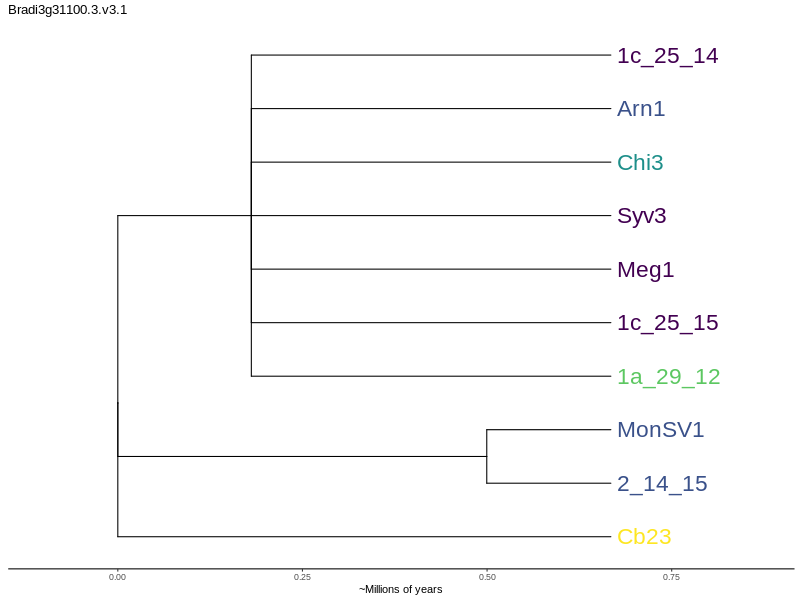 Bradi3g31100.3.v3.1
1c_25_14
Arn1
Chi3
Syv3
Meg1
1c_25_15
1a_29_12
MonSV1
2_14_15
Cb23
0.00 0.25 0.50 0.75
~Millions of years